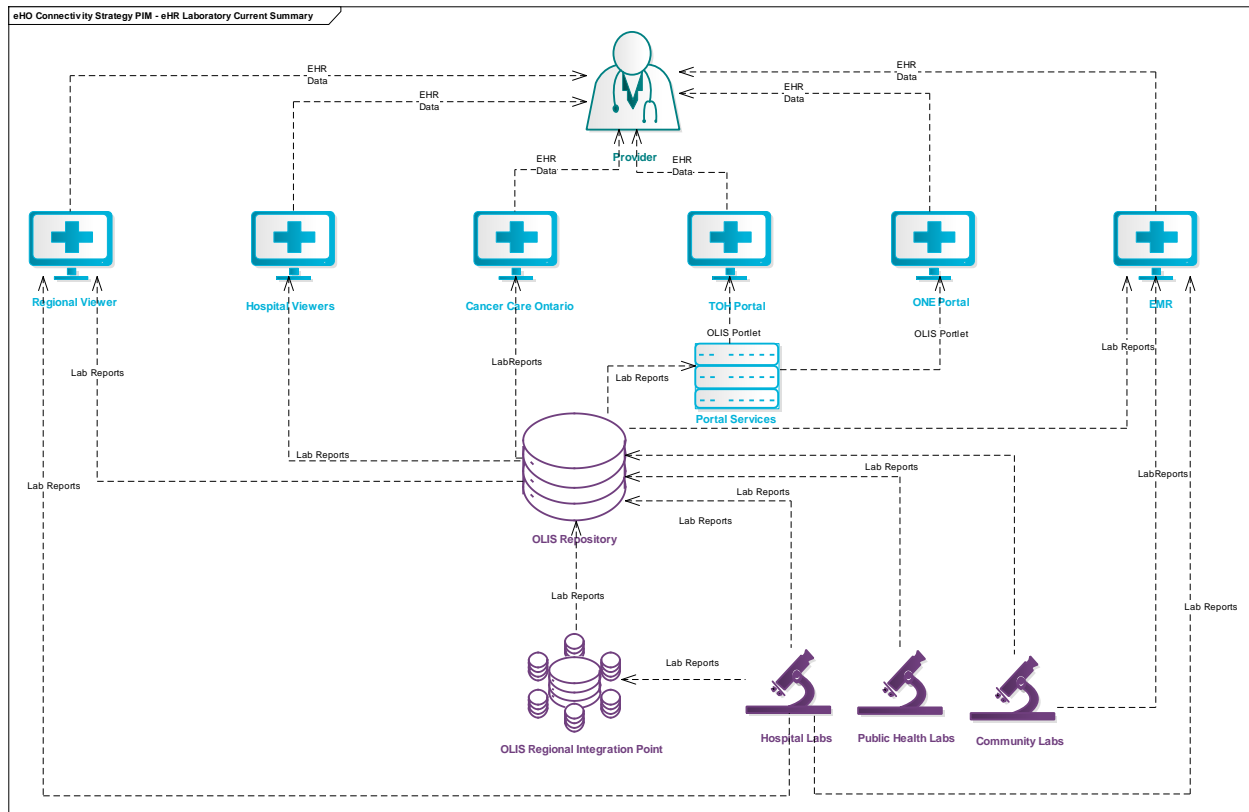 eHO Connectivity Strategy PIM - eHR Laboratory Current Summary
EHR
Data
EHR
Data
EHR
Data
EHR
Data
Provider
EHR
Data
EHR
Data
Regional Viewer
Hospital Viewers
Cancer Care Ontario
TOH Portal
ONE Portal
EMR
OLIS Portlet
OLIS Portlet
Lab Reports
LabReports
Lab Reports
Lab Reports
Portal Services
Lab Reports
Lab Reports
Lab Reports
LabReports
Lab Reports
Lab Reports
OLIS Repository
Lab Reports
Lab Reports
Lab Reports
OLIS Regional Integration Point
Hospital Labs
Public Health Labs
Community Labs